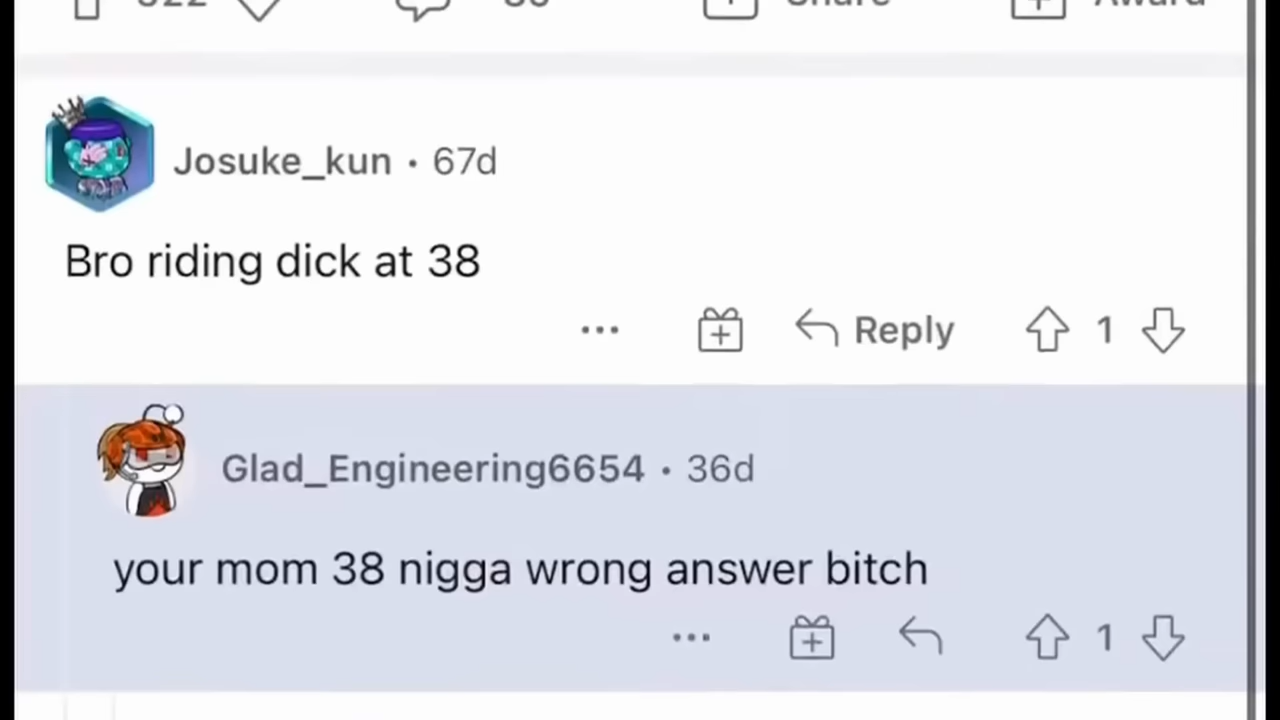 Josuke_kun · 67d
Bro riding dick at 38
Reply 1
Glad_Engineering6654 · 36d
your mom 38 nigga wrong answer bitch
1